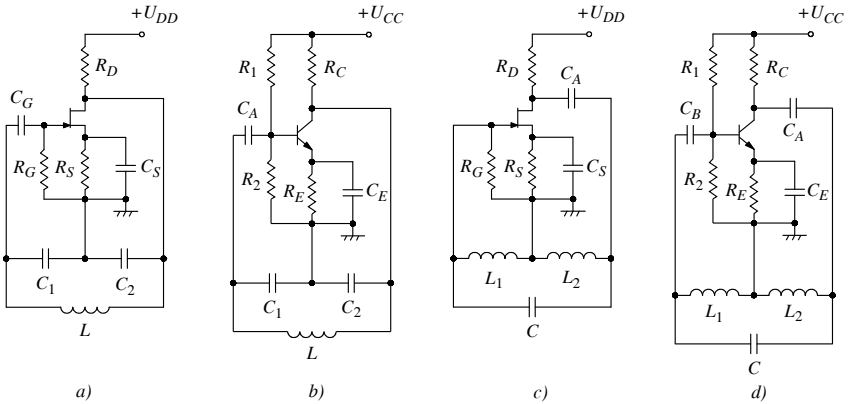 +U_DD
R_D
C_G
R_G
R_S
C_S
C_1
C_2
L
a)
+U_CC
R_1
R_C
C_A
R_2
R_E
C_E
C_1
C_2
L
b)
+U_DD
R_D
C_A
R_G
R_S
C_S
L_1
L_2
C
c)
+U_CC
R_1
R_C
C_B
C_A
R_2
R_E
C_E
L_1
L_2
C
d)